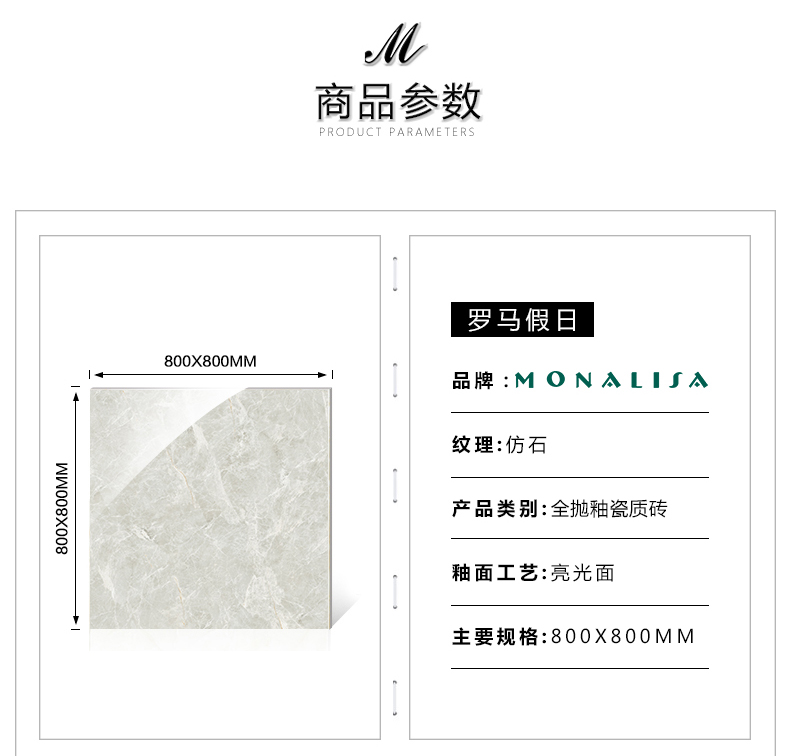 M
商品参数
PRODUCT PARAMETERS
800X800MM
800X800MM
罗马假日
品牌:MONALISA
纹理:仿石
产品类别:全抛釉瓷质砖
釉面工艺:亮光面
主要规格:800X800MM